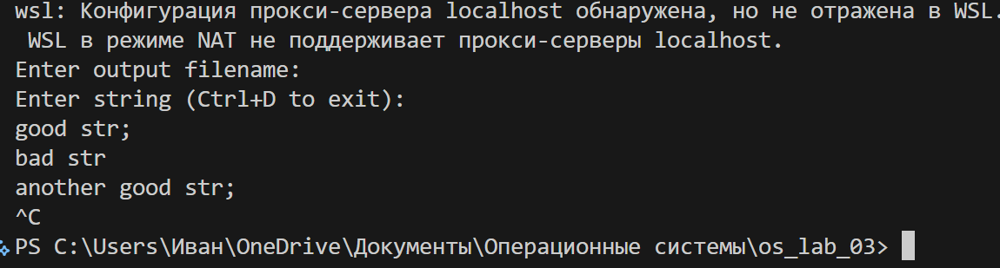 wsl: Конфигурация прокси-сервера localhost обнаружена, но не отражена в WSL.
WSL в режиме NAT не поддерживает прокси-серверы localhost.
Enter output filename:
Enter string (Ctrl+D to exit):
good str;
bad str
another good str;
^C
PS C:\Users\Иван\OneDrive\Документы\Операционные системы\os_lab_03>